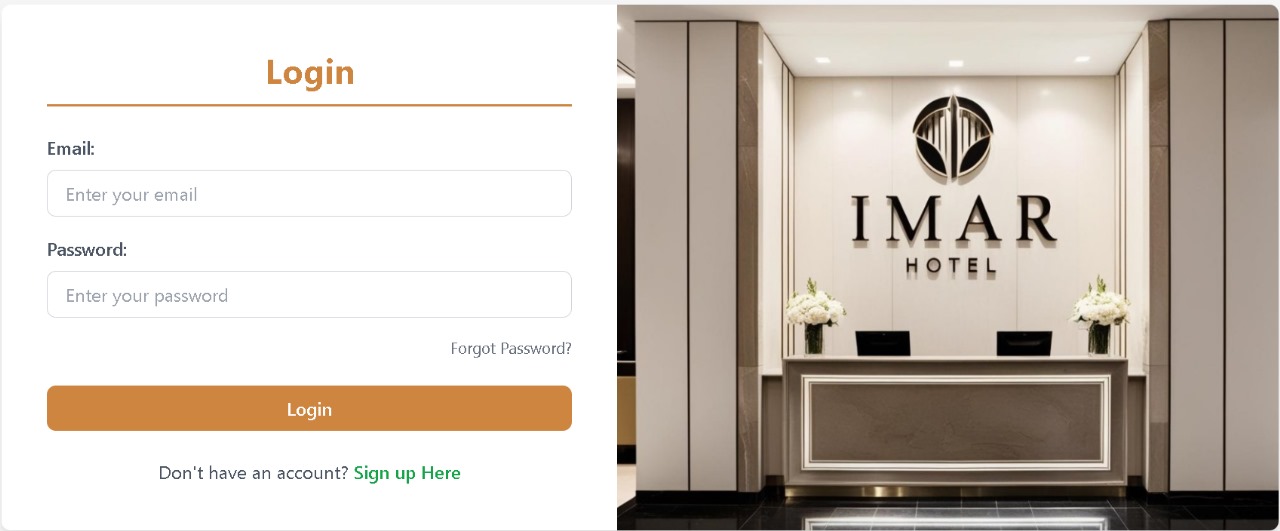 Login
Email:
Enter your email
Password:
Enter your password
Forgot Password?
Login
Don't have an account? Sign up Here
IMAR
HOTEL